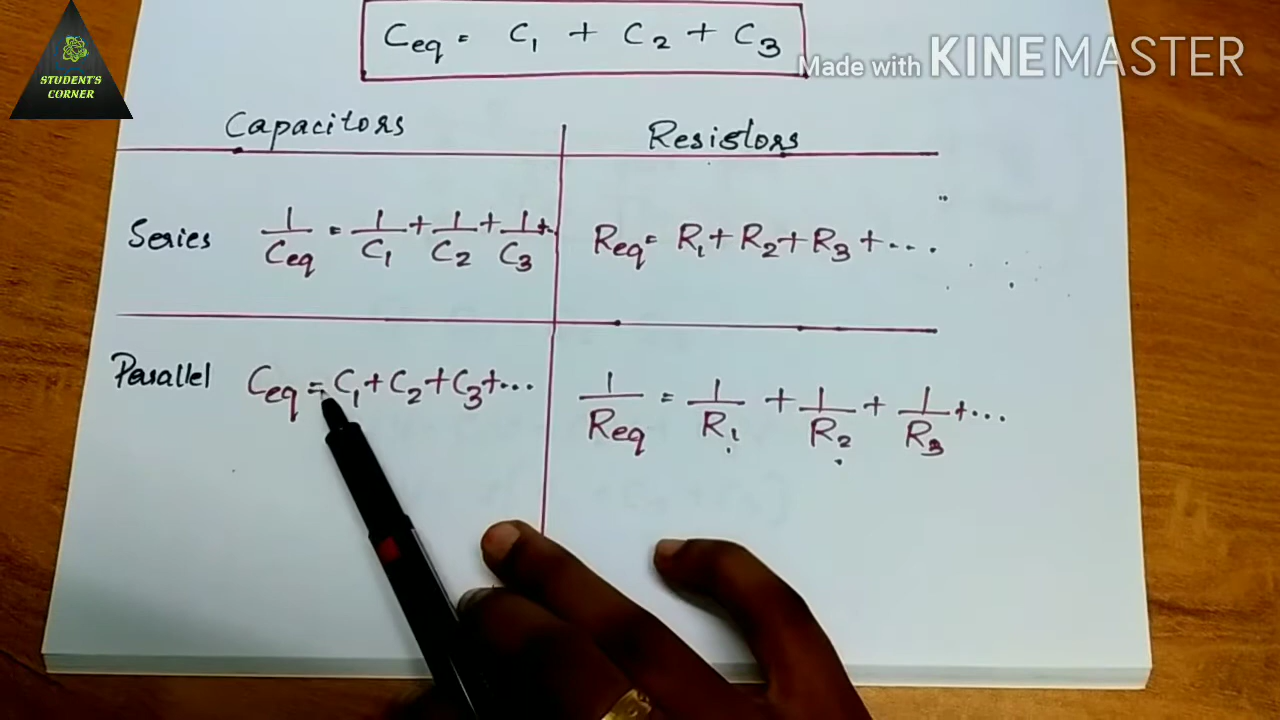 STUDENT'S
CORNER
Ceq = C₁ + C₂ + C₃
Made with KINEMASTER
Capacitors Resistors
Series 1/Ceq = 1/C₁ + 1/C₂ + 1/C₃ + .. Req = R₁ + R₂ + R₃ + ...
Parallel Ceq = C₁ + C₂ + C₃ + ... 1/Req = 1/R₁ + 1/R₂ + 1/R₃ + ...